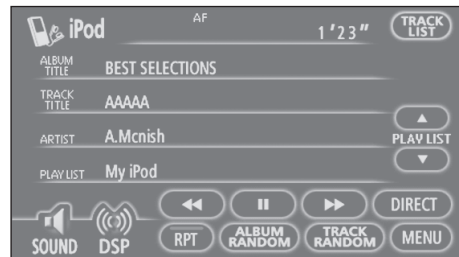 iPod AF 1'23" TRACK LIST
ALBUM TITLE BEST SELECTIONS
TRACK TITLE AAAAA
ARTIST A.Mcnish
PLAY LIST
PLAY LIST My iPod
DIRECT
SOUND DSP RPT ALBUM RANDOM TRACK RANDOM MENU